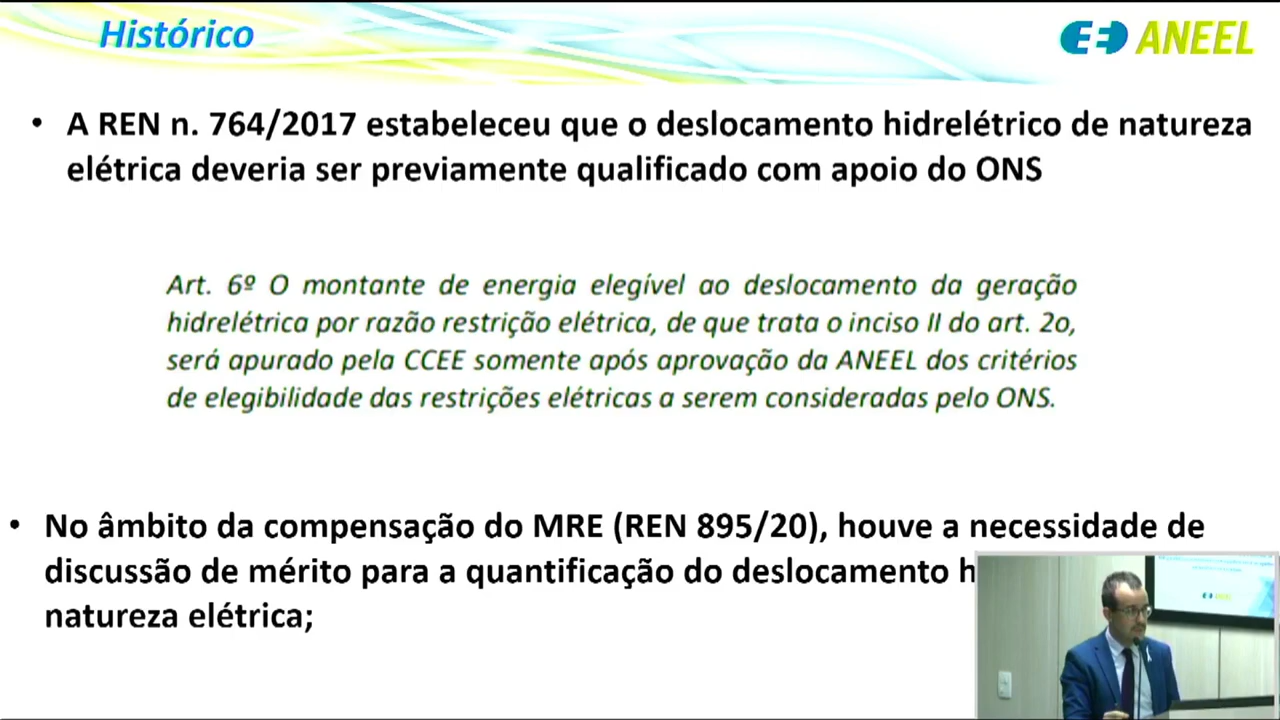 Histórico
ANEEL
• A REN n. 764/2017 estabeleceu que o deslocamento hidrelétrico de natureza
elétrica deveria ser previamente qualificado com apoio do ONS
Art. 6º O montante de energia elegível ao deslocamento da geração
hidrelétrica por razão restrição elétrica, de que trata o inciso II do art. 2o,
será apurado pela CCEE somente após aprovação da ANEEL dos critérios
de elegibilidade das restrições elétricas a serem consideradas pelo ONS.
• No âmbito da compensação do MRE (REN 895/20), houve a necessidade de
discussão de mérito para a quantificação do deslocamento h
natureza elétrica;
ANEEL